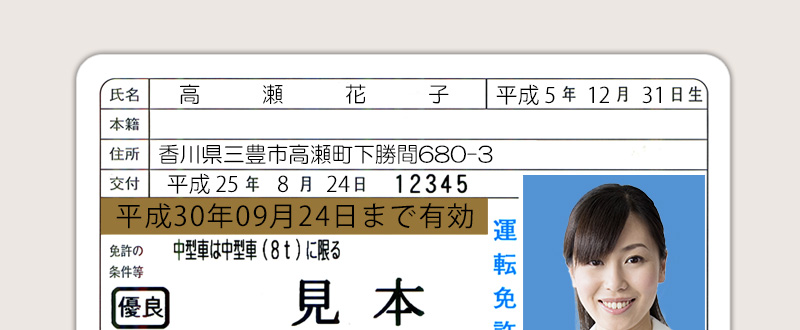 氏名 高瀬花子 平成5年 12月 31日生
本籍
住所 香川県三豊市高瀬町下勝間680-3
交付 平成25年 8月 24日 12345
平成30年09月24日まで有効
免許の条件等 中型車は中型車(8t)に限る
優良 見本
運転免許